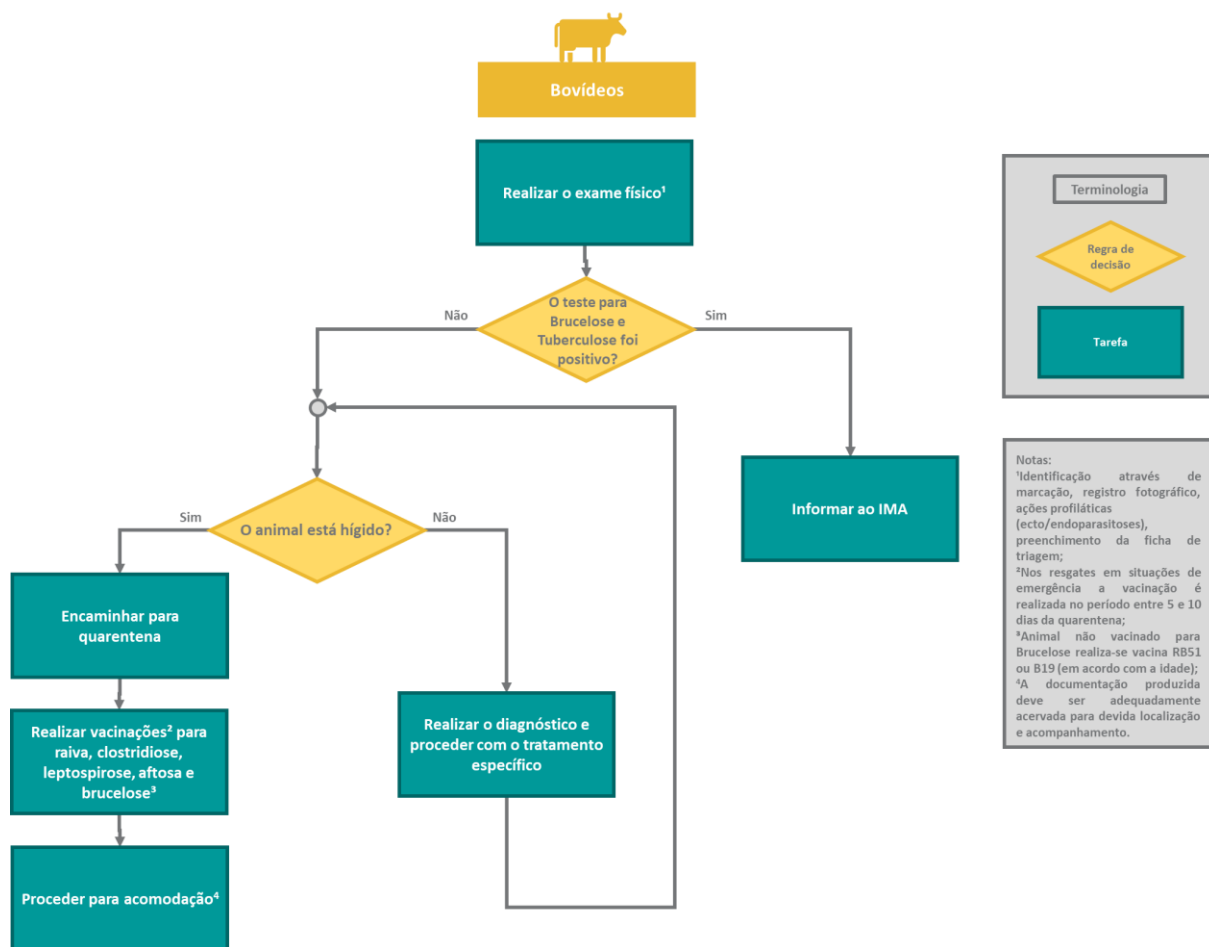 Bovídeos
Realizar o exame físico¹
O teste para
Brucelose e
Tuberculose foi
positivo?
Não
Sim
O animal está hígido?
Sim
Não
Informar ao IMA
Encaminhar para
quarentena
Realizar vacinações² para
raiva, clostridiose,
leptospirose, aftosa e
brucelose³
Realizar o diagnóstico e
proceder com o tratamento
específico
Proceder para acomodação⁴
Terminologia
Regra de
decisão
Tarefa
Notas:
¹Identificação através de
marcação, registro fotográfico,
ações profiláticas
(ecto/endoparasitoses),
preenchimento da ficha de
triagem;
²Nos resgates em situações de
emergência a vacinação é
realizada no período entre 5 e 10
dias da quarentena;
³Animal não vacinado para
Brucelose realiza-se vacina RB51
ou B19 (em acordo com a idade);
⁴A documentação produzida
deve ser adequadamente
acervada para devida localização
e acompanhamento.